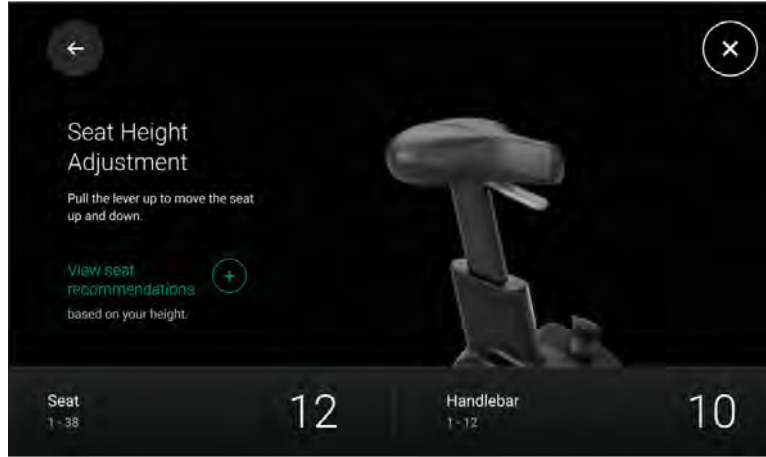 Seat Height
Adjustment
Pull the lever up to move the seat
up and down.
View seat
recommendations
based on your height.
Seat
1 - 38
12
Handlebar
1 - 12
10